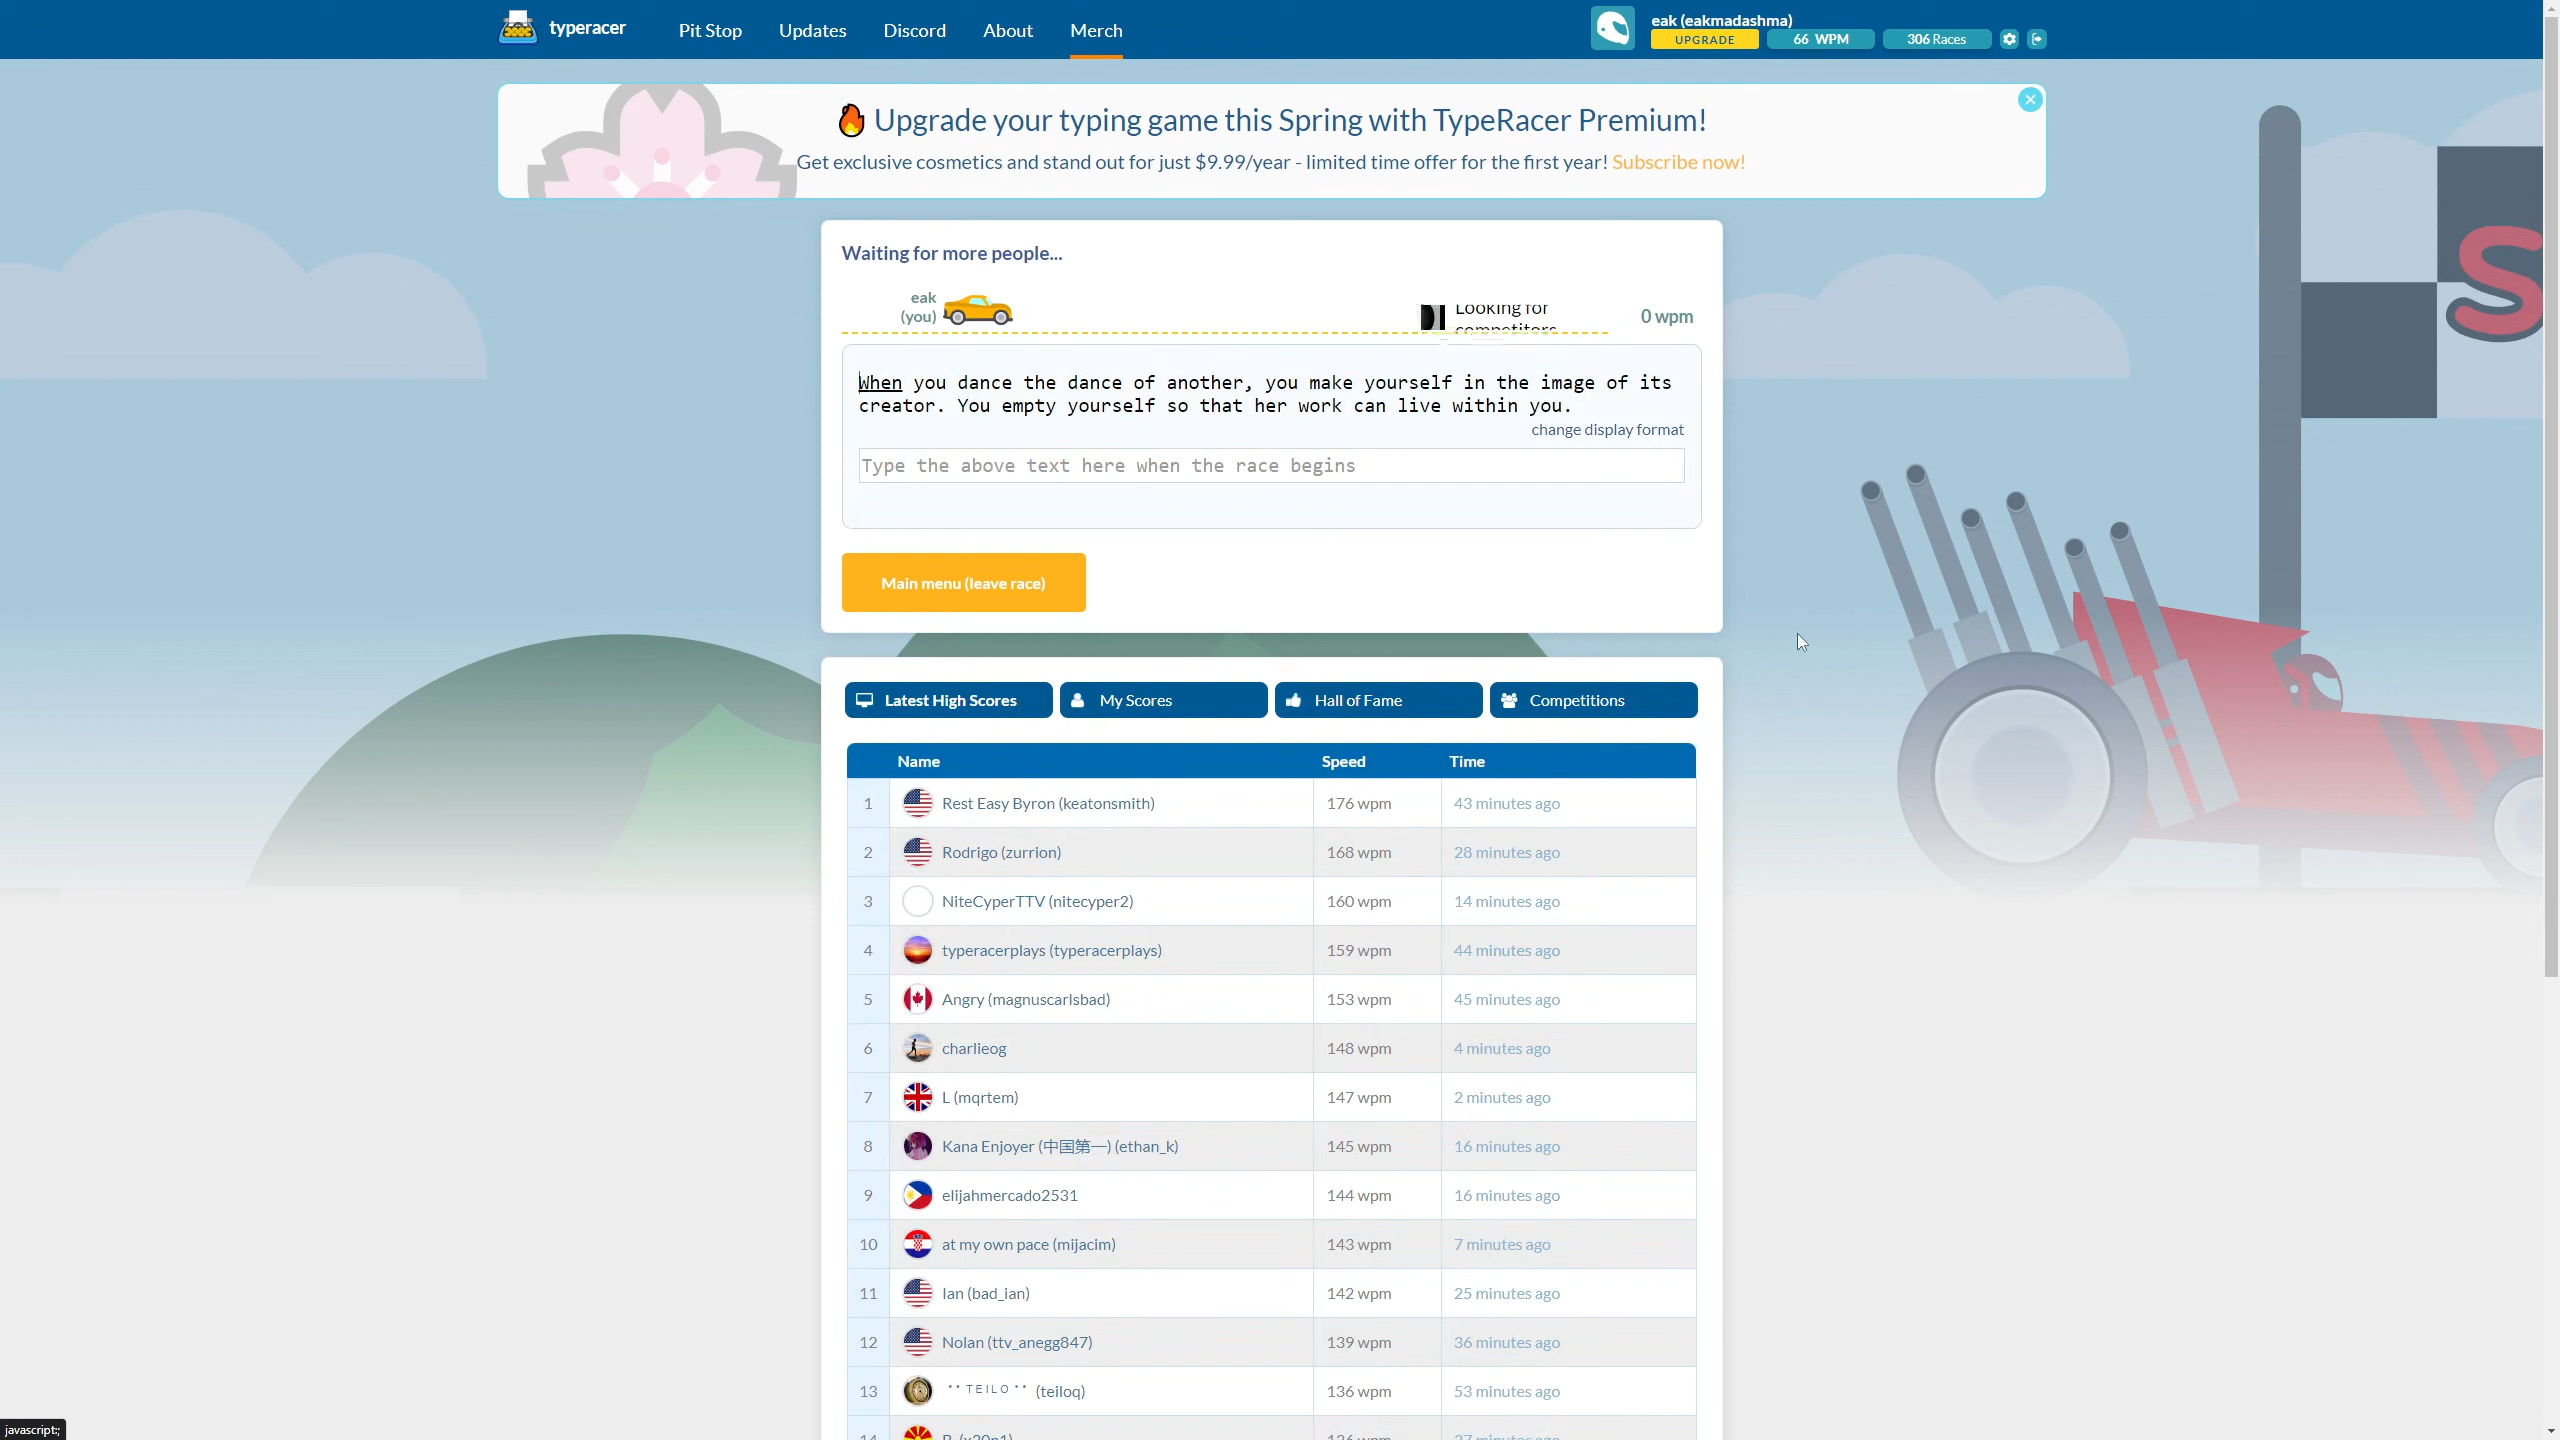 typeracer
Pit Stop
Updates
Discord
About
Merch
eak (eakmadashma)
UPGRADE
66 WPM
306 Races
🔥 Upgrade your typing game this Spring with TypeRacer Premium!
Get exclusive cosmetics and stand out for just $9.99/year - limited time offer for the first year! Subscribe now!
Waiting for more people...
eak
(you)
Looking for
competitors
0 wpm
When you dance the dance of another, you make yourself in the image of its
creator. You empty yourself so that her work can live within you.
change display format
Type the above text here when the race begins
Main menu (leave race)
Latest High Scores
My Scores
Hall of Fame
Competitions
Name Speed Time
1 Rest Easy Byron (keatonsmith) 176 wpm 43 minutes ago
2 Rodrigo (zurrion) 168 wpm 28 minutes ago
3 NiteCyperTTV (nitecyper2) 160 wpm 14 minutes ago
4 typeracerplays (typeracerplays) 159 wpm 44 minutes ago
5 Angry (magnuscarlsbad) 153 wpm 45 minutes ago
6 charlieog 148 wpm 4 minutes ago
7 L (mqrtem) 147 wpm 2 minutes ago
8 Kana Enjoyer (中国第一) (ethan_k) 145 wpm 16 minutes ago
9 elijahmercado2531 144 wpm 16 minutes ago
10 at my own pace (mijacim) 143 wpm 7 minutes ago
11 Ian (bad_ian) 142 wpm 25 minutes ago
12 Nolan (ttv_anegg847) 139 wpm 36 minutes ago
13 ¨ TEILO ¨ (teiloq) 136 wpm 53 minutes ago
S
javascript:;